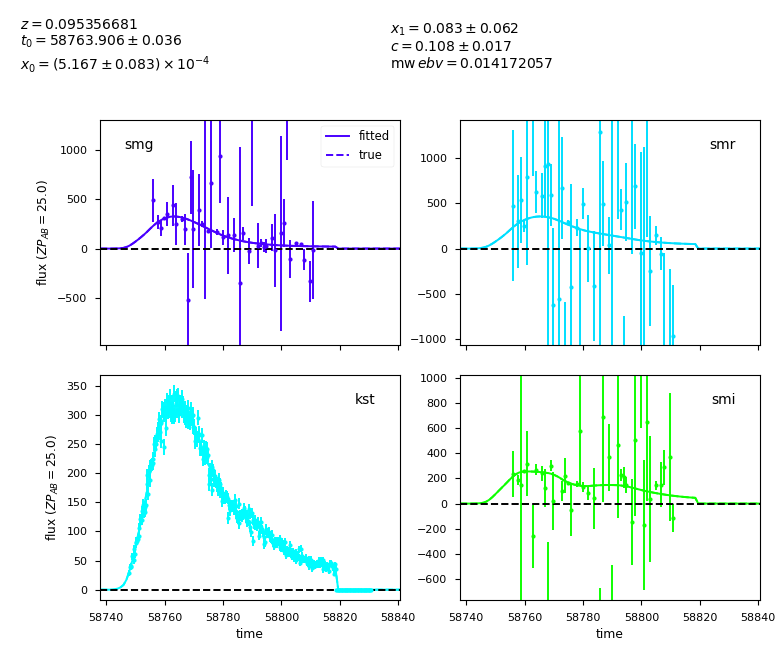 z = 0.095356681
t₀ = 58763.906 ± 0.036
x₀ = (5.167 ± 0.083) × 10⁻⁴
x₁ = 0.083 ± 0.062
c = 0.108 ± 0.017
mw ebv = 0.014172057
smg
fitted
true
1000
500
0
−500
flux (ZP_AB = 25.0)
smr
1000
500
0
−500
−1000
kst
350
300
250
200
150
100
50
0
flux (ZP_AB = 25.0)
58740 58760 58780 58800 58820 58840
time
smi
1000
800
600
400
200
0
−200
−400
−600
58740 58760 58780 58800 58820 58840
time